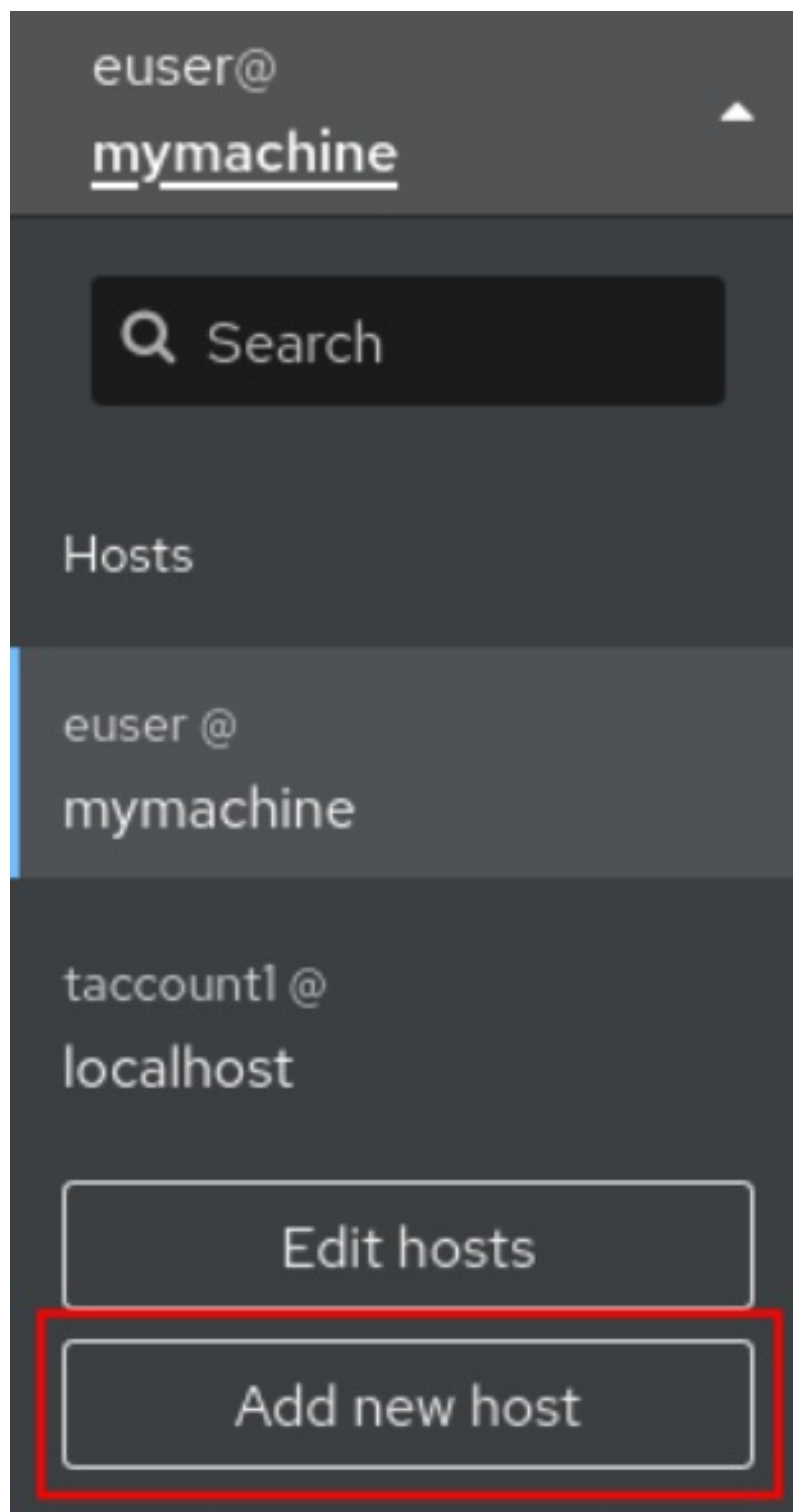 euser@
mymachine
Search
Hosts
euser @
mymachine
taccount1 @
localhost
Edit hosts
Add new host